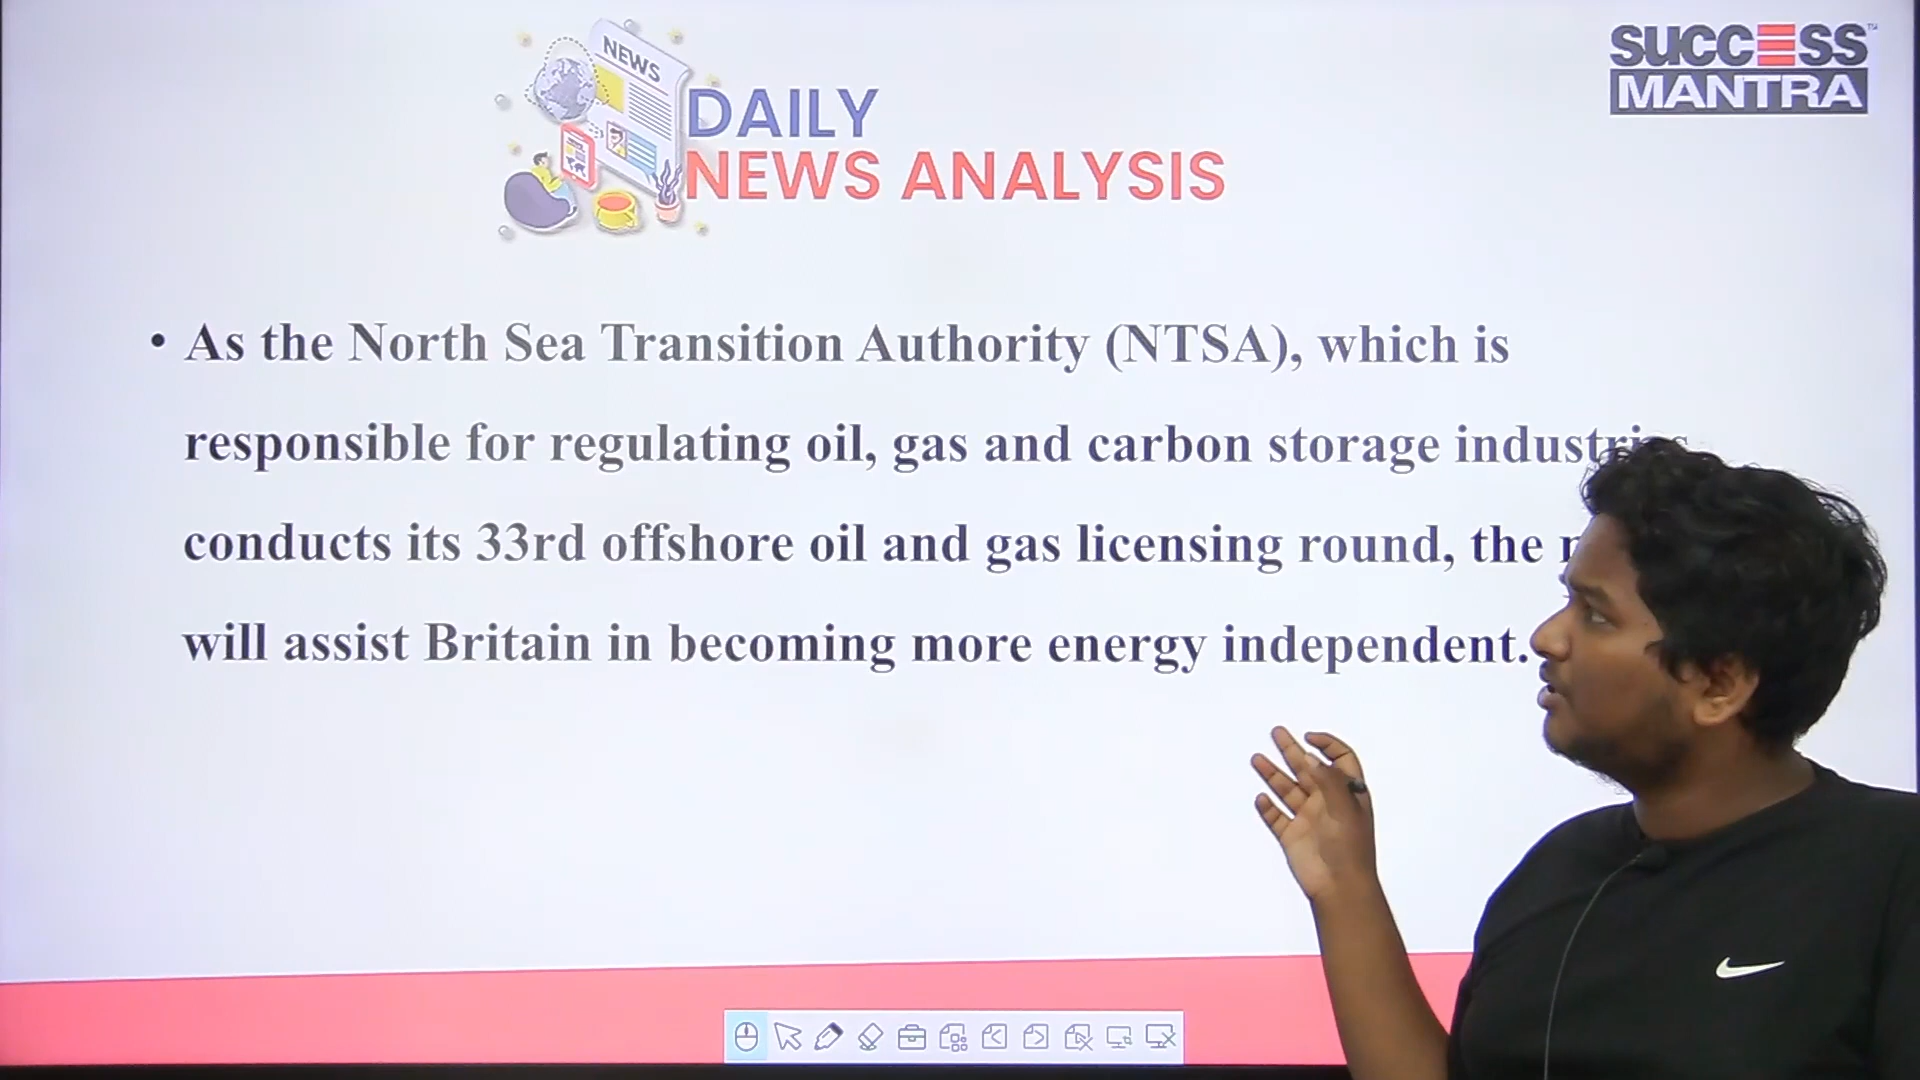 NEWS
DAILY
NEWS ANALYSIS
SUCCESS
MANTRA
• As the North Sea Transition Authority (NTSA), which is
responsible for regulating oil, gas and carbon storage
conducts its 33rd offshore oil and gas licensing round, the
will assist Britain in becoming more energy independent.